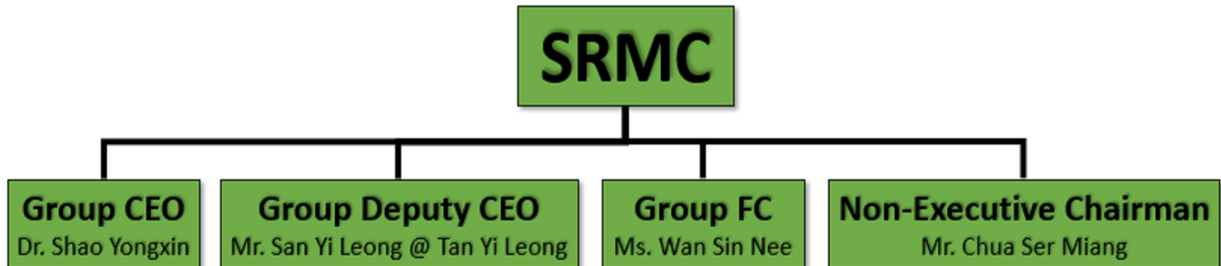 SRMC
Group CEO
Dr. Shao Yongxin
Group Deputy CEO
Mr. San Yi Leong @ Tan Yi Leong
Group FC
Ms. Wan Sin Nee
Non-Executive Chairman
Mr. Chua Ser Miang